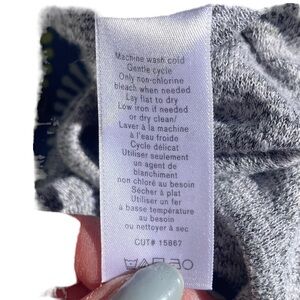 Machine wash cold
Gentle cycle
Only non-chlorine
bleach when needed
Lay flat to dry
Low iron if needed
or dry clean/
Laver à la machine
à l'eau froide
Cycle délicat
Utiliser seulement
un agent de
blanchiment
non chloré au besoin
Sécher à plat
Utiliser un fer
à basse température
au besoin
ou nettoyer à sec
CUT# 15867